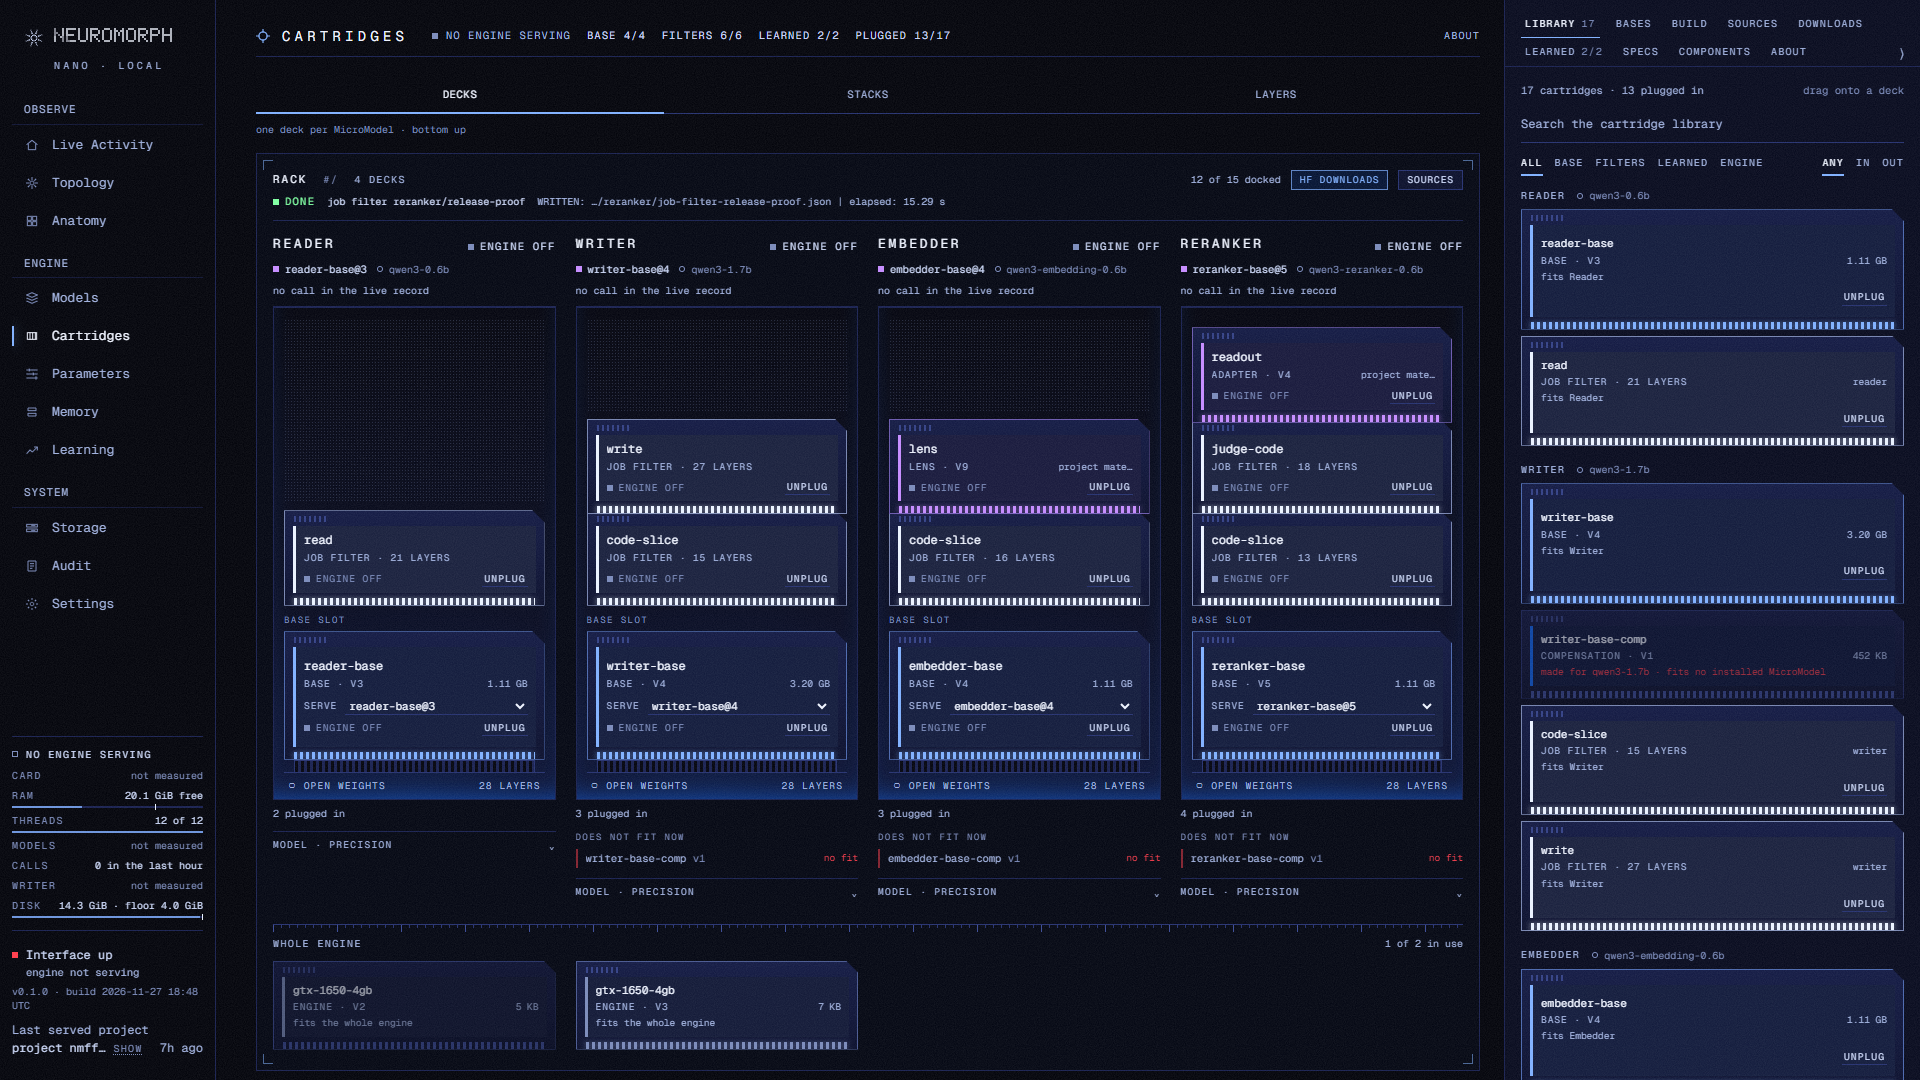 NEUROMORPH
NANO · LOCAL
OBSERVE
Live Activity
Topology
Anatomy
ENGINE
Models
Cartridges
Parameters
Memory
Learning
SYSTEM
Storage
Audit
Settings
NO ENGINE SERVING
CARD not measured
RAM 20.1 GiB free
THREADS 12 of 12
MODELS not measured
CALLS 0 in the last hour
WRITER not measured
DISK 14.3 GiB · floor 4.0 GiB
Interface up
engine not serving
v0.1.0 · build 2026-11-27 18:48
UTC
Last served project
project nmff… SHOW 7h ago
CARTRIDGES NO ENGINE SERVING BASE 4/4 FILTERS 6/6 LEARNED 2/2 PLUGGED 13/17 ABOUT
DECKS STACKS LAYERS
one deck per MicroModel · bottom up
RACK #/ 4 DECKS 12 of 15 docked HF DOWNLOADS SOURCES
DONE job filter reranker/release-proof WRITTEN: …/reranker/job-filter-release-proof.json | elapsed: 15.29 s
READER ENGINE OFF
reader-base@3 qwen3-0.6b
no call in the live record
read
JOB FILTER · 21 LAYERS
ENGINE OFF UNPLUG
BASE SLOT
reader-base
BASE · V3 1.11 GB
SERVE reader-base@3
ENGINE OFF UNPLUG
OPEN WEIGHTS 28 LAYERS
2 plugged in
MODEL · PRECISION
WRITER ENGINE OFF
writer-base@4 qwen3-1.7b
no call in the live record
write
JOB FILTER · 27 LAYERS
ENGINE OFF UNPLUG
code-slice
JOB FILTER · 15 LAYERS
ENGINE OFF UNPLUG
BASE SLOT
writer-base
BASE · V4 3.20 GB
SERVE writer-base@4
ENGINE OFF UNPLUG
OPEN WEIGHTS 28 LAYERS
3 plugged in
DOES NOT FIT NOW
writer-base-comp v1 no fit
MODEL · PRECISION
EMBEDDER ENGINE OFF
embedder-base@4 qwen3-embedding-0.6b
no call in the live record
lens
LENS · V9 project mate…
ENGINE OFF UNPLUG
code-slice
JOB FILTER · 16 LAYERS
ENGINE OFF UNPLUG
BASE SLOT
embedder-base
BASE · V4 1.11 GB
SERVE embedder-base@4
ENGINE OFF UNPLUG
OPEN WEIGHTS 28 LAYERS
3 plugged in
DOES NOT FIT NOW
embedder-base-comp v1 no fit
MODEL · PRECISION
RERANKER ENGINE OFF
reranker-base@5 qwen3-reranker-0.6b
no call in the live record
readout
ADAPTER · V4 project mate…
ENGINE OFF UNPLUG
judge-code
JOB FILTER · 18 LAYERS
ENGINE OFF UNPLUG
code-slice
JOB FILTER · 13 LAYERS
ENGINE OFF UNPLUG
BASE SLOT
reranker-base
BASE · V5 1.11 GB
SERVE reranker-base@5
ENGINE OFF UNPLUG
OPEN WEIGHTS 28 LAYERS
4 plugged in
DOES NOT FIT NOW
reranker-base-comp v1 no fit
MODEL · PRECISION
WHOLE ENGINE 1 of 2 in use
gtx-1650-4gb
ENGINE · V2 5 KB
fits the whole engine
gtx-1650-4gb
ENGINE · V3 7 KB
fits the whole engine
LIBRARY 17 BASES BUILD SOURCES DOWNLOADS
LEARNED 2/2 SPECS COMPONENTS ABOUT
17 cartridges · 13 plugged in drag onto a deck
Search the cartridge library
ALL BASE FILTERS LEARNED ENGINE ANY IN OUT
READER qwen3-0.6b
reader-base
BASE · V3 1.11 GB
fits Reader
UNPLUG
read
JOB FILTER · 21 LAYERS reader
fits Reader
UNPLUG
WRITER qwen3-1.7b
writer-base
BASE · V4 3.20 GB
fits Writer
UNPLUG
writer-base-comp
COMPENSATION · V1 452 KB
made for qwen3-1.7b · fits no installed MicroModel
code-slice
JOB FILTER · 15 LAYERS writer
fits Writer
UNPLUG
write
JOB FILTER · 27 LAYERS writer
fits Writer
UNPLUG
EMBEDDER qwen3-embedding-0.6b
embedder-base
BASE · V4 1.11 GB
fits Embedder
UNPLUG